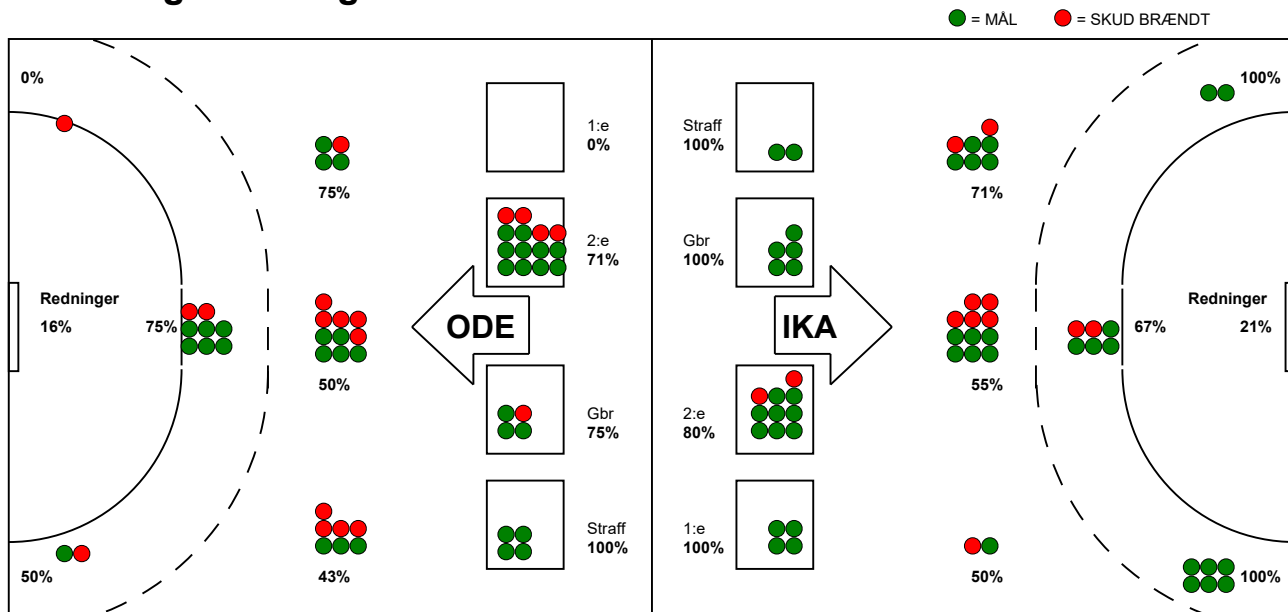 = MÅL = SKUD BRÆNDT
0%
100%
1:e
0%
Straff
100%
75%
71%
2:e
71%
Gbr
100%
Redninger
16%
75%
ODE
IKA
67%
Redninger
21%
50%
55%
Gbr
75%
2:e
80%
Straff
100%
1:e
100%
50%
43%
50%
100%